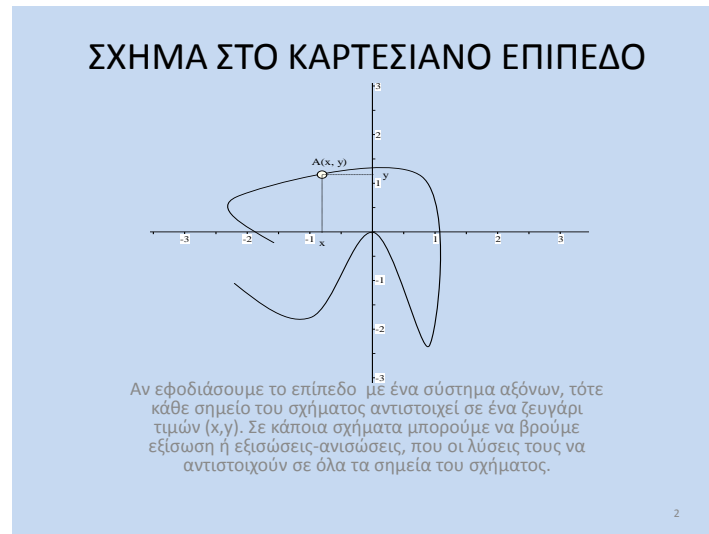 ΣΧΗΜΑ ΣΤΟ ΚΑΡΤΕΣΙΑΝΟ ΕΠΙΠΕΔΟ
3
2
A(x, y)
y
1
-3 -2 -1 x 1 2 3
-1
-2
-3
Αν εφοδιάσουμε το επίπεδο με ένα σύστημα αξόνων, τότε
κάθε σημείο του σχήματος αντιστοιχεί σε ένα ζευγάρι
τιμών (x,y). Σε κάποια σχήματα μπορούμε να βρούμε
εξίσωση ή εξισώσεις-ανισώσεις, που οι λύσεις τους να
αντιστοιχούν σε όλα τα σημεία του σχήματος.
2